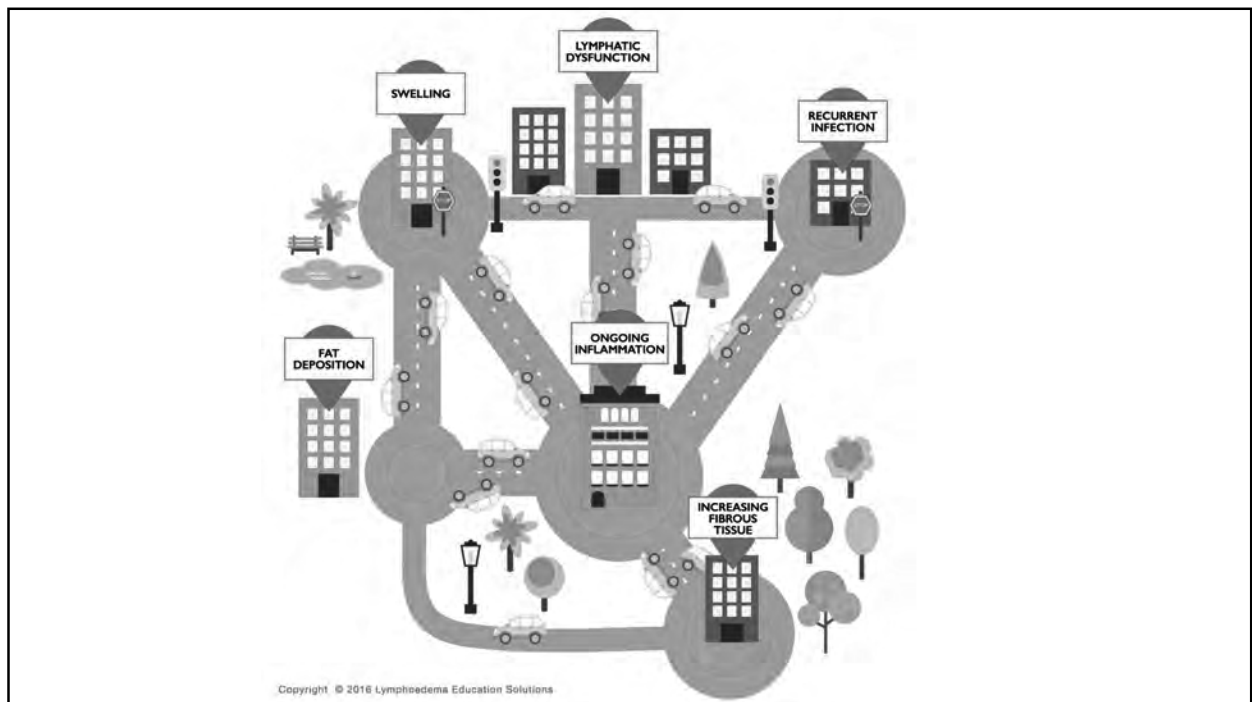 LYMPHATIC
DYSFUNCTION
SWELLING
RECURRENT
INFECTION
ONGOING
INFLAMMATION
FAT
DEPOSITION
INCREASING
FIBROUS
TISSUE
Copyright © 2016 Lymphoedema Education Solutions